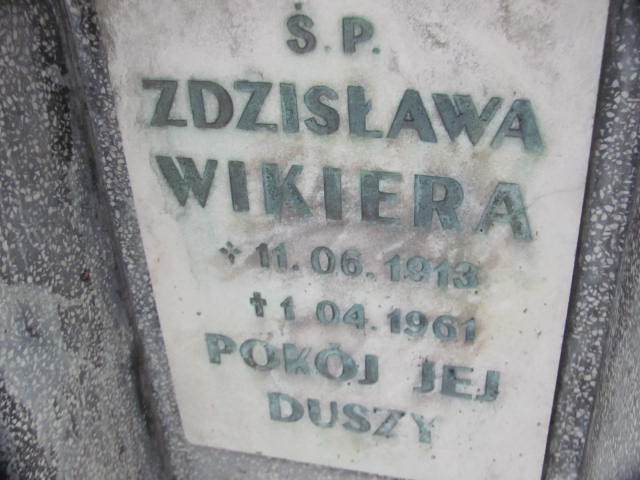 Ś.P.
ZDZISŁAWA
WIKIERA
* 11.06.1913
† 1 04.1961
POKÓJ JEJ
DUSZY